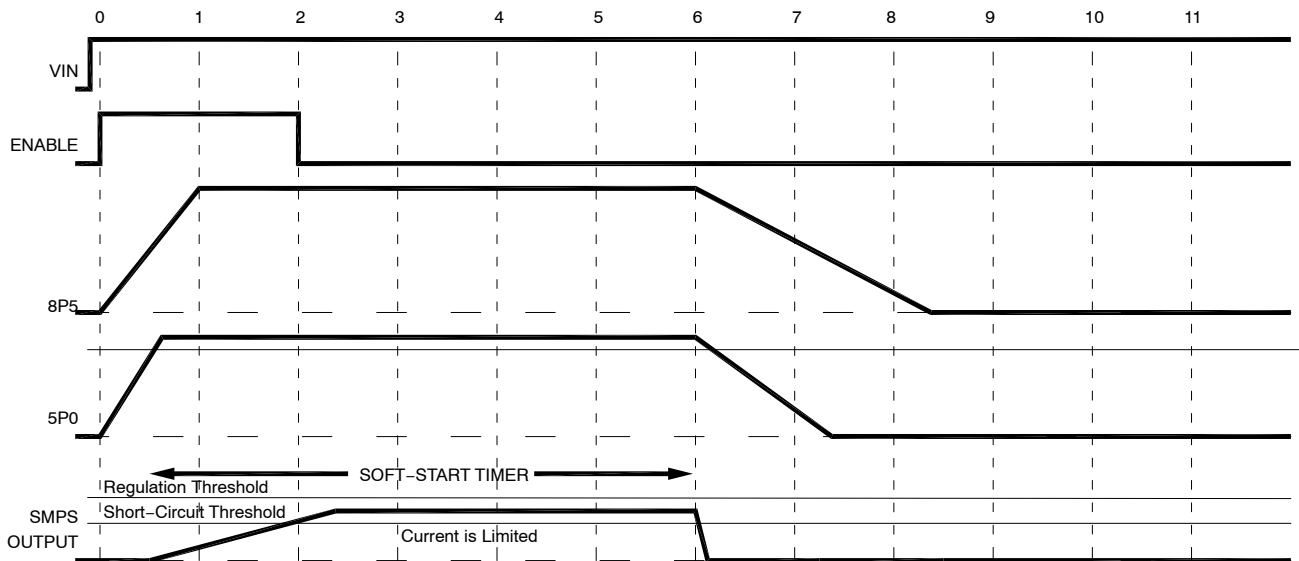 0 1 2 3 4 5 6 7 8 9 10 11
VIN
ENABLE
8P5
5P0
SOFT−START TIMER
Regulation Threshold
Short−Circuit Threshold
SMPS
OUTPUT
Current is Limited